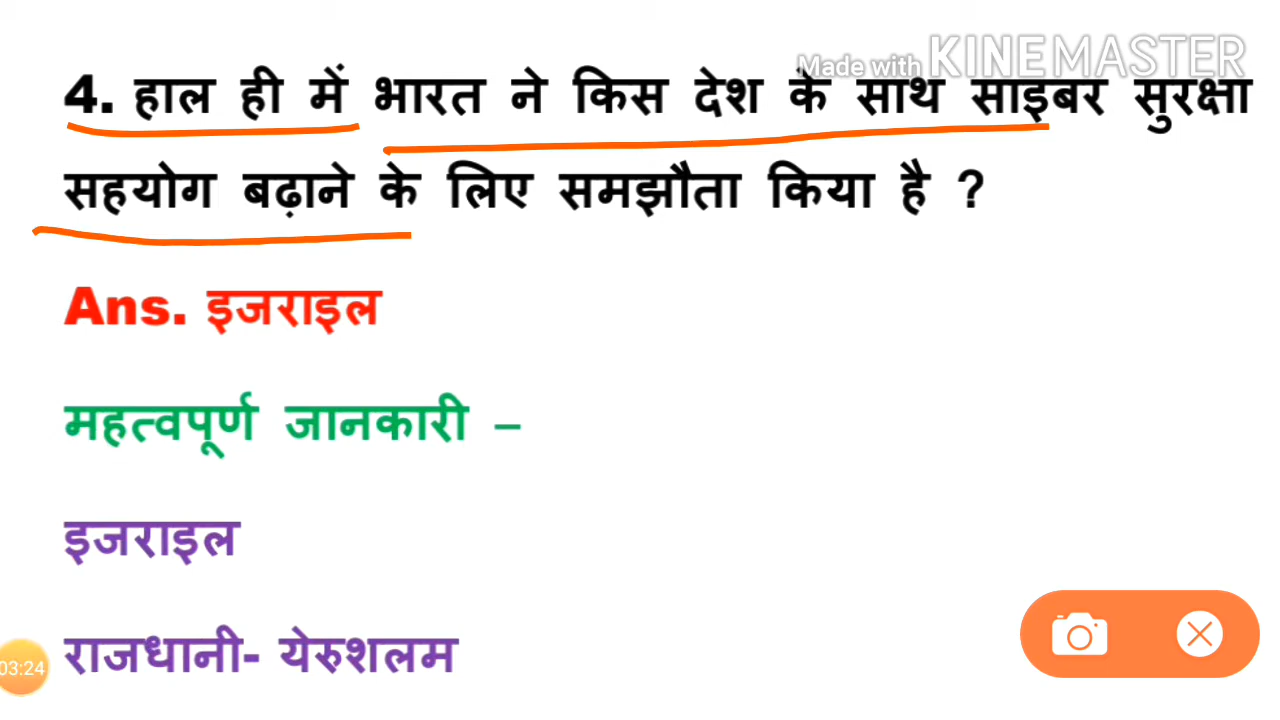 Made with KINEMASTER
4. हाल ही में भारत ने किस देश के साथ साइबर सुरक्षा
सहयोग बढ़ाने के लिए समझौता किया है ?
Ans. इजराइल
महत्वपूर्ण जानकारी –
इजराइल
राजधानी- येरुशलम
03:24